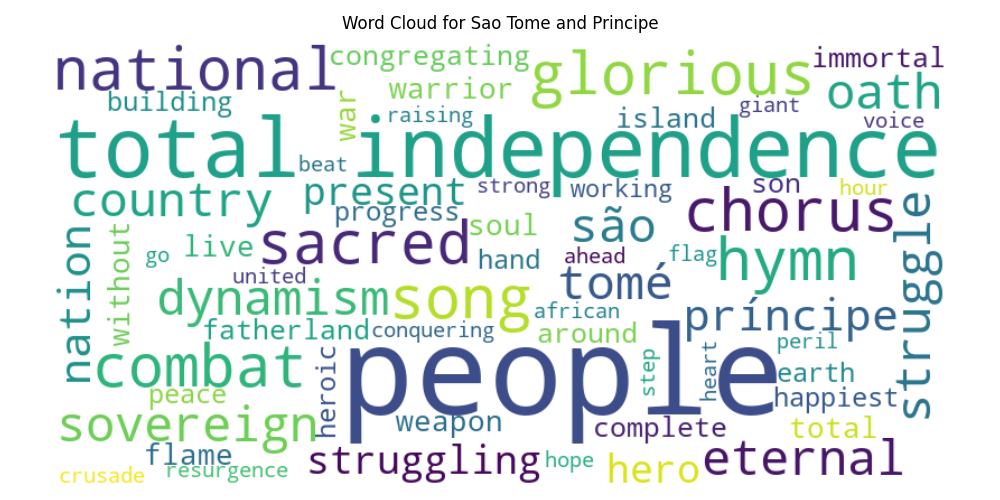 Word Cloud for Sao Tome and Principe
national
congregating
glorious
immortal
building
war
warrior
oath
raising
island
giant
voice
total independence
beat
country
present
strong
working
son
hour
progress
soul
são
chorus
struggle
nation
without
go
live
sacred
hand
ahead
flag
hymn
united
tomé
dynamism
song
african
príncipe
fatherland
conquering
around
peril
combat
heroic
people
step
heart
earth
peace
happiest
sovereign
weapon
complete
total
flame
struggling
hope
hero
eternal
crusade
resurgence